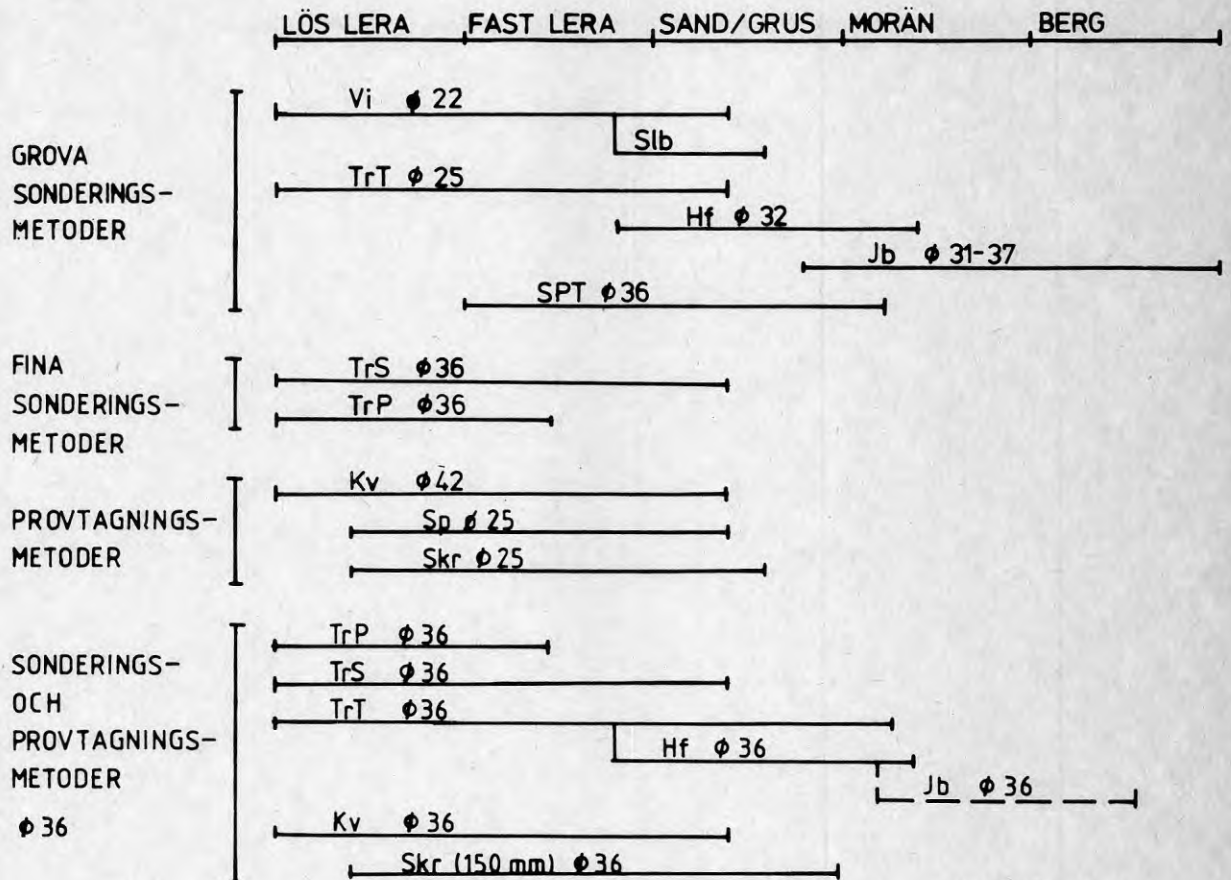 LÖS LERA FAST LERA SAND/GRUS MORÄN BERG
GROVA
SONDERINGS-
METODER
Vi ϕ 22
Slb
TrT ϕ 25
Hf ϕ 32
Jb ϕ 31-37
SPT ϕ 36
FINA
SONDERINGS-
METODER
TrS ϕ 36
TrP ϕ 36
PROVTAGNINGS-
METODER
Kv ϕ 42
Sp ϕ 25
Skr ϕ 25
SONDERINGS-
OCH
PROVTAGNINGS-
METODER
ϕ 36
TrP ϕ 36
TrS ϕ 36
TrT ϕ 36
Hf ϕ 36
Jb ϕ 36
Kv ϕ 36
Skr (150 mm) ϕ 36